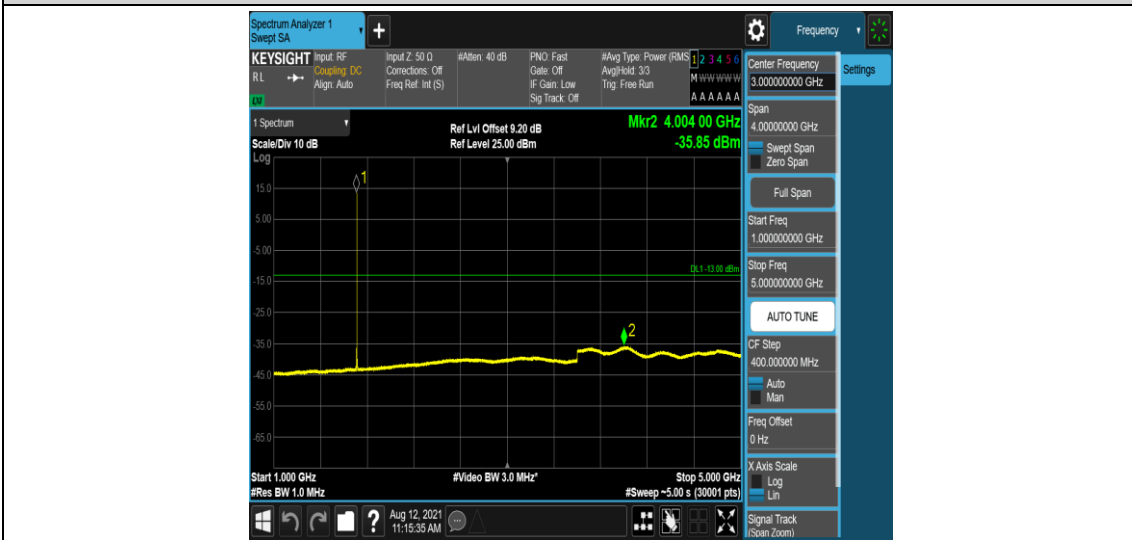 Spectrum Analyzer 1
Swept SA
+
Frequency
KEYSIGHT
RL
LXI
Input: RF
Coupling: DC
Align: Auto
Input Z: 50 Ω
Corrections: Off
Freq Ref: Int (S)
#Atten: 40 dB
PNO: Fast
Gate: Off
IF Gain: Low
Sig Track: Off
#Avg Type: Power (RMS
Avg|Hold: 3/3
Trig: Free Run
1 2 3 4 5 6
M W W W W W
A A A A A A
1 Spectrum
Scale/Div 10 dB
Log
Ref Lvl Offset 9.20 dB
Ref Level 25.00 dBm
Mkr2 4.004 00 GHz
-35.85 dBm
1
15.0
5.00
-5.00
DL1 -13.00 dBm
-15.0
-25.0
2
-35.0
-45.0
-55.0
-65.0
Start 1.000 GHz
#Res BW 1.0 MHz
#Video BW 3.0 MHz*
Stop 5.000 GHz
#Sweep ~5.00 s (30001 pts)
?
Aug 12, 2021
11:15:35 AM
Center Frequency
3.000000000 GHz
Settings
Span
4.00000000 GHz
Swept Span
Zero Span
Full Span
Start Freq
1.000000000 GHz
Stop Freq
5.000000000 GHz
AUTO TUNE
CF Step
400.000000 MHz
Auto
Man
Freq Offset
0 Hz
X Axis Scale
Log
Lin
Signal Track
(Span Zoom)